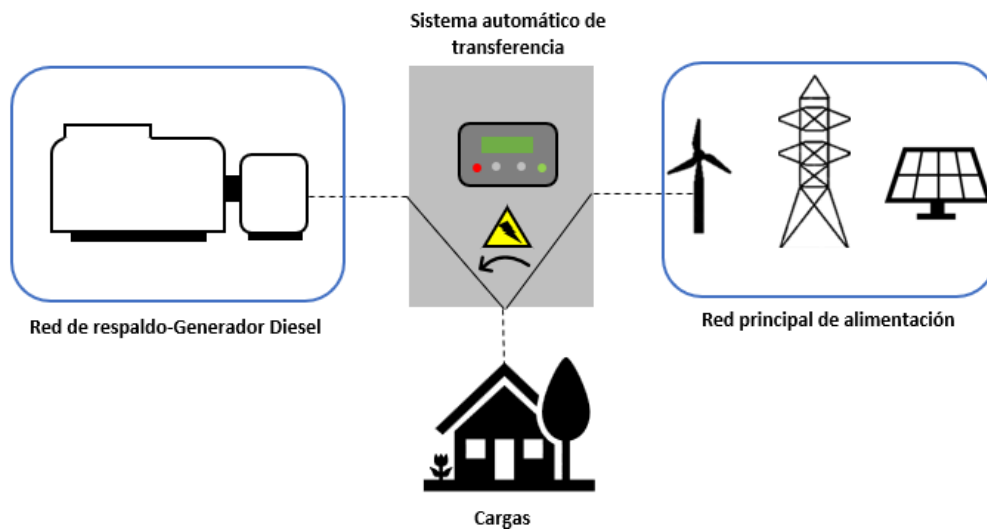 Sistema automático de
transferencia
Red de respaldo-Generador Diesel
Red principal de alimentación
Cargas